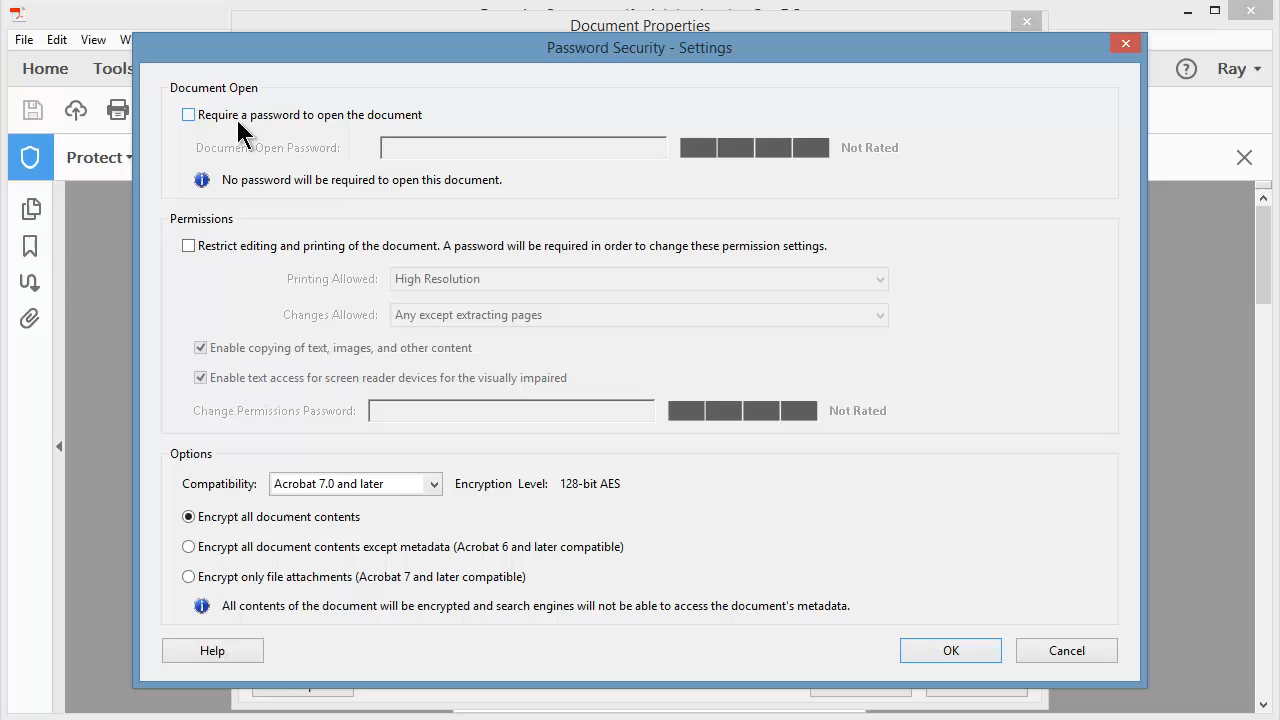 Document Properties
File Edit View W
Password Security - Settings
Home Tools
Ray
Document Open
Require a password to open the document
Protect
Document Open Password:
Not Rated
No password will be required to open this document.
Permissions
Restrict editing and printing of the document. A password will be required in order to change these permission settings.
Printing Allowed: High Resolution
Changes Allowed: Any except extracting pages
Enable copying of text, images, and other content
Enable text access for screen reader devices for the visually impaired
Change Permissions Password:
Not Rated
Options
Compatibility: Acrobat 7.0 and later Encryption Level: 128-bit AES
Encrypt all document contents
Encrypt all document contents except metadata (Acrobat 6 and later compatible)
Encrypt only file attachments (Acrobat 7 and later compatible)
All contents of the document will be encrypted and search engines will not be able to access the document's metadata.
Help OK Cancel